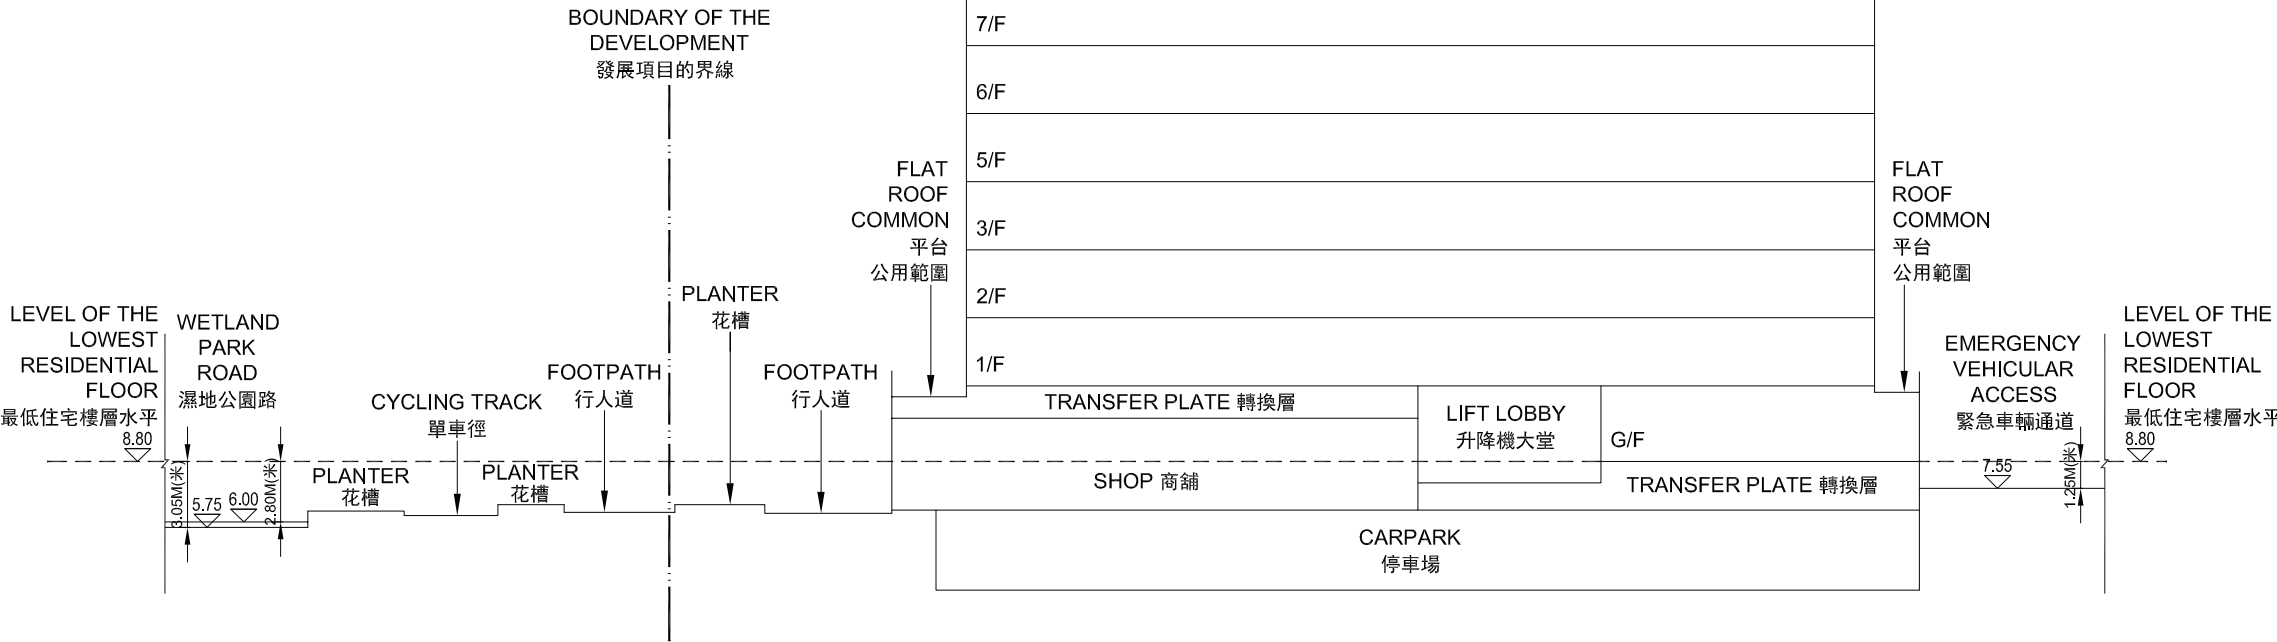 BOUNDARY OF THE
DEVELOPMENT
發展項目的界線
7/F
6/F
5/F
3/F
2/F
1/F
FLAT
ROOF
COMMON
平台
公用範圍
FLAT
ROOF
COMMON
平台
公用範圍
LEVEL OF THE
LOWEST
RESIDENTIAL
FLOOR
最低住宅樓層水平
8.80
WETLAND
PARK
ROAD
濕地公園路
3.05M(米)
5.75
6.00
2.80M(米)
PLANTER
花槽
CYCLING TRACK
單車徑
PLANTER
花槽
FOOTPATH
行人道
PLANTER
花槽
FOOTPATH
行人道
TRANSFER PLATE 轉換層
LIFT LOBBY
升降機大堂
G/F
SHOP 商舖
TRANSFER PLATE 轉換層
CARPARK
停車場
EMERGENCY
VEHICULAR
ACCESS
緊急車輛通道
7.55
1.25M(米)
LEVEL OF THE
LOWEST
RESIDENTIAL
FLOOR
最低住宅樓層水平
8.80